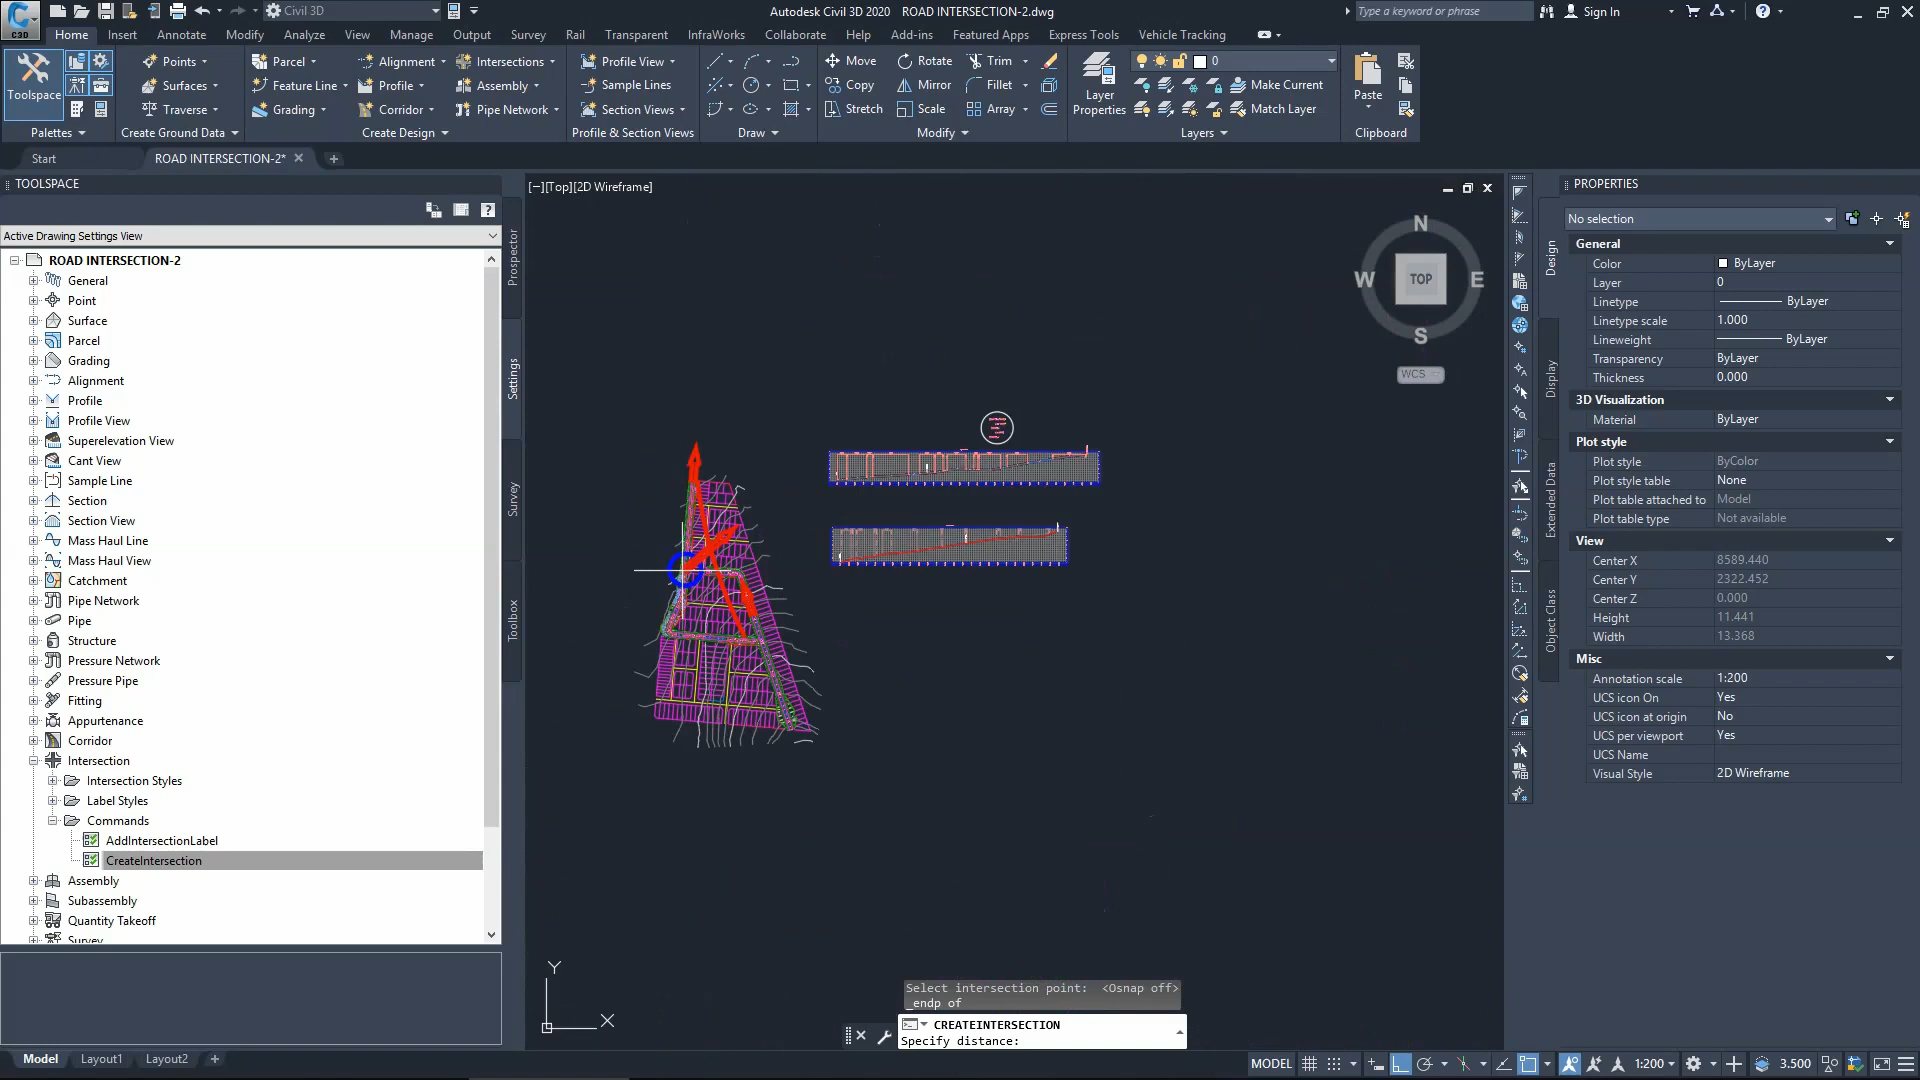 Civil 3D
Autodesk Civil 3D 2020 ROAD INTERSECTION-2.dwg
Type a keyword or phrase
Sign In
C3D
Home Insert Annotate Modify Analyze View Manage Output Survey Rail Transparent InfraWorks Collaborate Help Add-ins Featured Apps Express Tools Vehicle Tracking
Toolspace
Palettes
Points
Surfaces
Traverse
Create Ground Data
Parcel
Feature Line
Grading
Alignment
Profile
Corridor
Intersections
Assembly
Pipe Network
Create Design
Profile View
Sample Lines
Section Views
Profile & Section Views
Draw
Move
Copy
Stretch
Rotate
Mirror
Scale
Trim
Fillet
Array
Modify
Layer
Properties
0
Make Current
Match Layer
Layers
Paste
Clipboard
Start
ROAD INTERSECTION-2*
TOOLSPACE
Active Drawing Settings View
ROAD INTERSECTION-2
General
Point
Surface
Parcel
Grading
Alignment
Profile
Profile View
Superelevation View
Cant View
Sample Line
Section
Section View
Mass Haul Line
Mass Haul View
Catchment
Pipe Network
Pipe
Structure
Pressure Network
Pressure Pipe
Fitting
Appurtenance
Corridor
Intersection
Intersection Styles
Label Styles
Commands
AddIntersectionLabel
CreateIntersection
Assembly
Subassembly
Quantity Takeoff
Survey
Prospector
Settings
Survey
Toolbox
[−][Top][2D Wireframe]
N
W TOP E
S
WCS
Y
X
Select intersection point: <Osnap off>
_endp of
CREATEINTERSECTION
Specify distance:
PROPERTIES
No selection
General
Color ByLayer
Layer 0
Linetype ByLayer
Linetype scale 1.000
Lineweight ByLayer
Transparency ByLayer
Thickness 0.000
3D Visualization
Material ByLayer
Plot style
Plot style ByColor
Plot style table None
Plot table attached to Model
Plot table type Not available
View
Center X 8589.440
Center Y 2322.452
Center Z 0.000
Height 11.441
Width 13.368
Misc
Annotation scale 1:200
UCS icon On Yes
UCS icon at origin No
UCS per viewport Yes
UCS Name
Visual Style 2D Wireframe
Design
Display
Extended Data
Object Class
Model Layout1 Layout2
MODEL
1:200
3.500